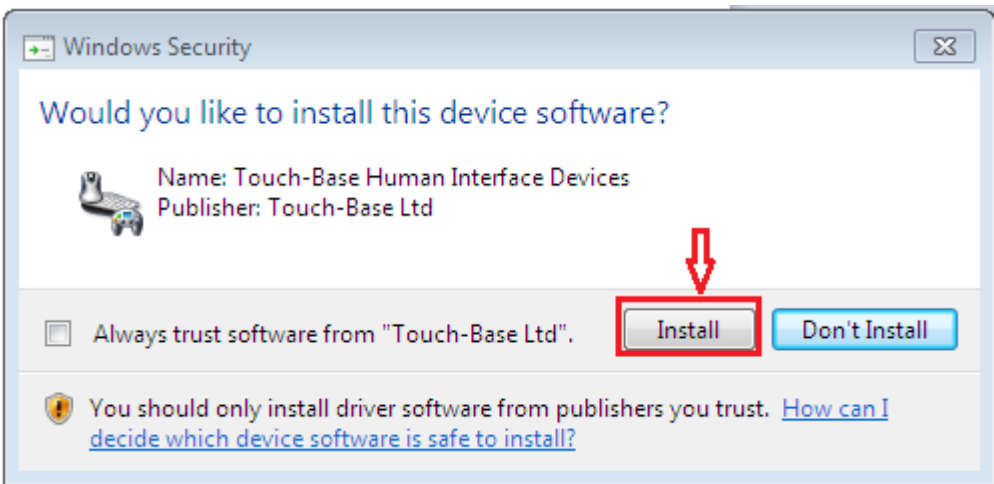 Windows Security
Would you like to install this device software?
Name: Touch-Base Human Interface Devices
Publisher: Touch-Base Ltd
Always trust software from "Touch-Base Ltd".
Install
Don't Install
You should only install driver software from publishers you trust. How can I
decide which device software is safe to install?